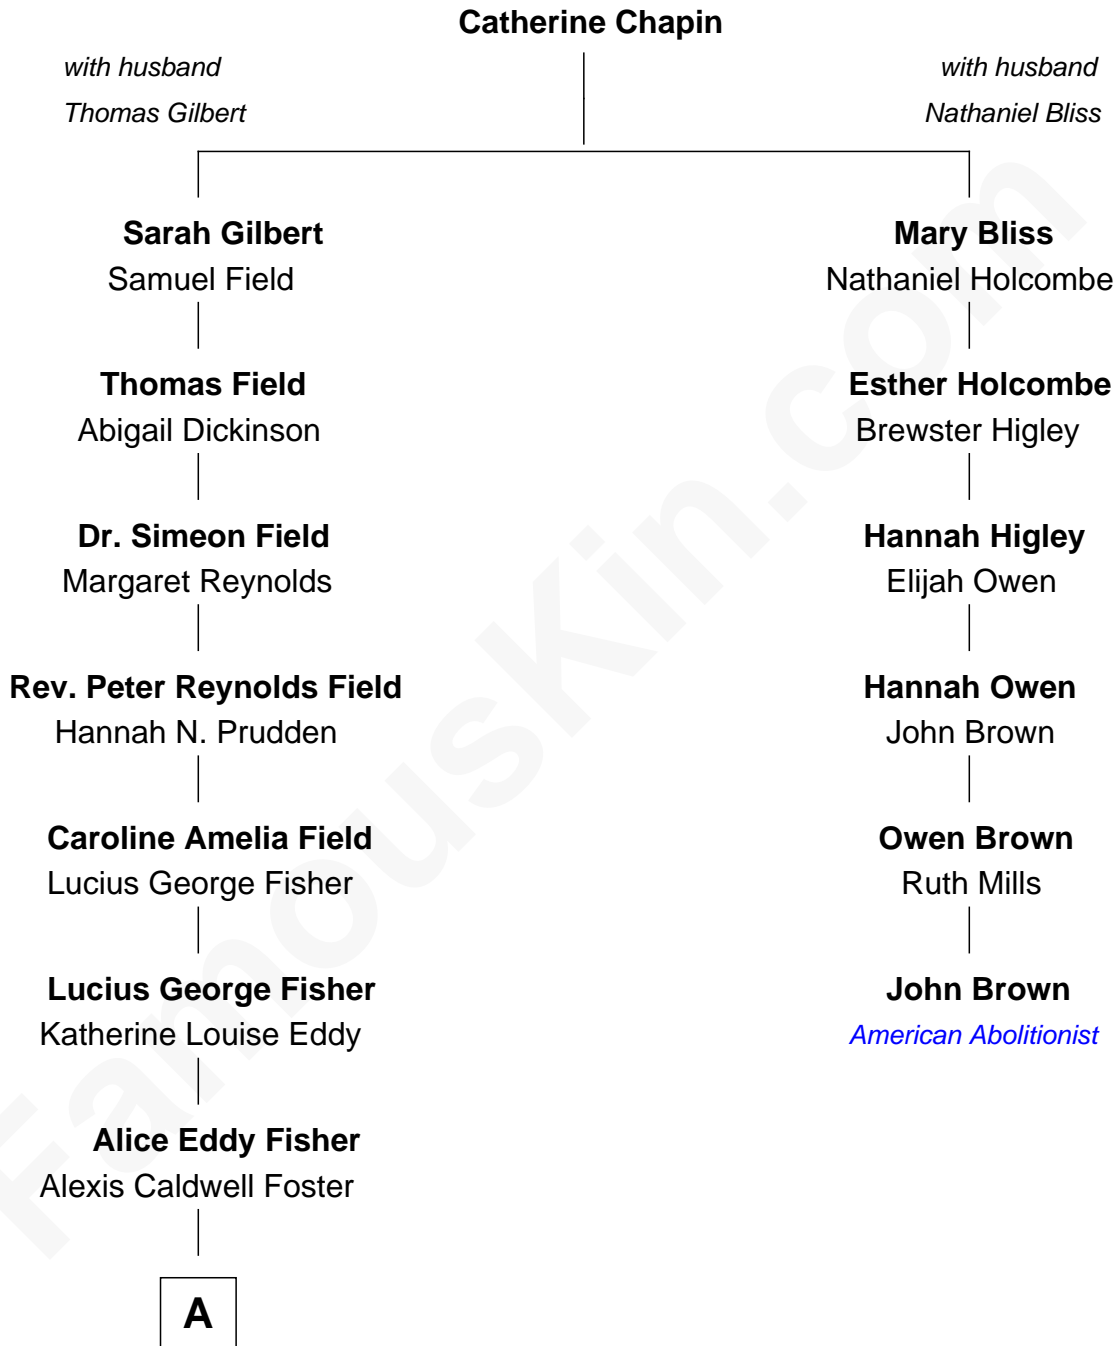 Catherine Chapin
with husband
Thomas Gilbert
with husband
Nathaniel Bliss
Sarah Gilbert
Samuel Field
Mary Bliss
Nathaniel Holcombe
Thomas Field
Abigail Dickinson
Esther Holcombe
Brewster Higley
Dr. Simeon Field
Margaret Reynolds
Hannah Higley
Elijah Owen
Rev. Peter Reynolds Field
Hannah N. Prudden
Hannah Owen
John Brown
Caroline Amelia Field
Lucius George Fisher
Owen Brown
Ruth Mills
Lucius George Fisher
Katherine Louise Eddy
John Brown
American Abolitionist
Alice Eddy Fisher
Alexis Caldwell Foster
A
FamousKin.com